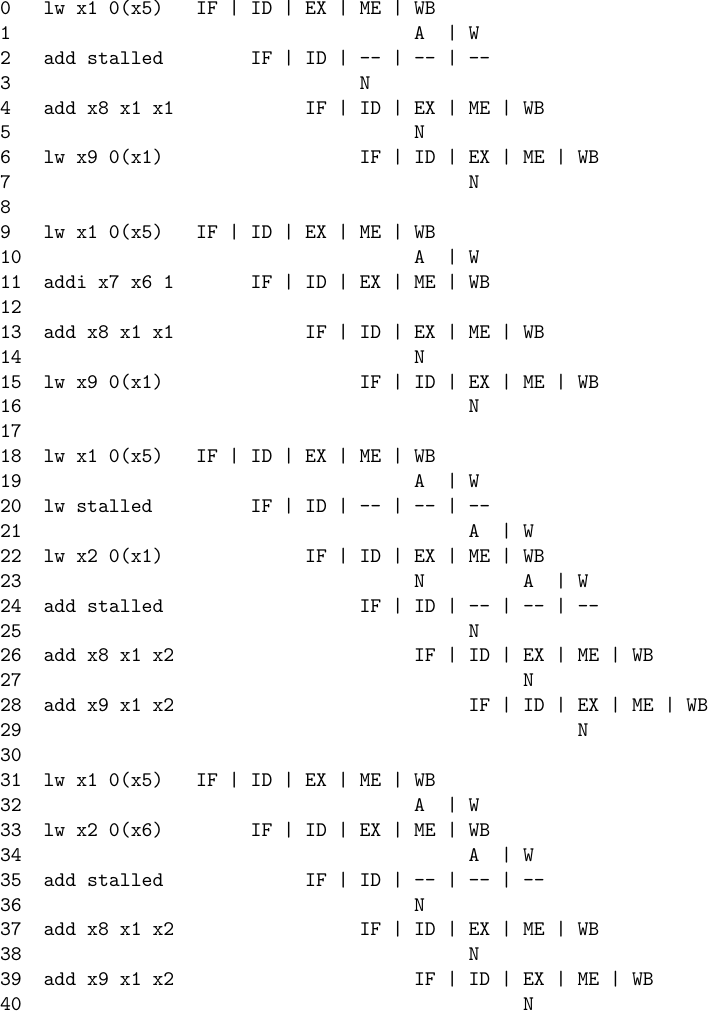 0   lw x1 0(x5)   IF | ID | EX | ME | WB
1                                     A  | W
2   add stalled        IF | ID | -- | -- | --
3                                N
4   add x8 x1 x1            IF | ID | EX | ME | WB
5                                     N
6   lw x9 0(x1)                  IF | ID | EX | ME | WB
7                                          N
8
9   lw x1 0(x5)   IF | ID | EX | ME | WB
10                                    A  | W
11  addi x7 x6 1       IF | ID | EX | ME | WB
12
13  add x8 x1 x1            IF | ID | EX | ME | WB
14                                    N
15  lw x9 0(x1)                  IF | ID | EX | ME | WB
16                                         N
17
18  lw x1 0(x5)   IF | ID | EX | ME | WB
19                                    A  | W
20  lw stalled         IF | ID | -- | -- | --
21                                         A  | W
22  lw x2 0(x1)             IF | ID | EX | ME | WB
23                                    N         A  | W
24  add stalled                  IF | ID | -- | -- | --
25                                         N
26  add x8 x1 x2                      IF | ID | EX | ME | WB
27                                              N
28  add x9 x1 x2                           IF | ID | EX | ME | WB
29                                                   N
30
31  lw x1 0(x5)   IF | ID | EX | ME | WB
32                                    A  | W
33  lw x2 0(x6)        IF | ID | EX | ME | WB
34                                         A  | W
35  add stalled             IF | ID | -- | -- | --
36                                    N
37  add x8 x1 x2                 IF | ID | EX | ME | WB
38                                         N
39  add x9 x1 x2                      IF | ID | EX | ME | WB
40                                              N